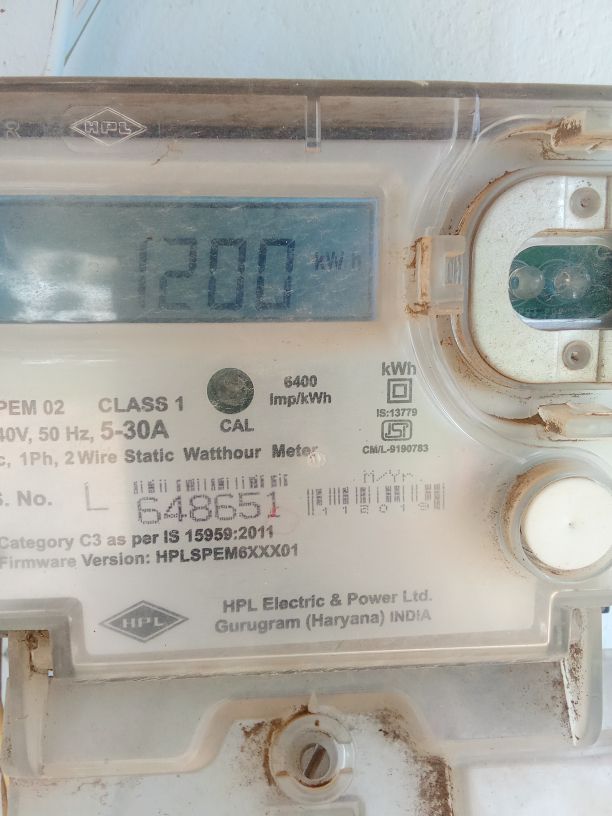 HPL
1200 kWh
kWh
6400
Imp/kWh
IS:13779
PEM 02 CLASS 1
CAL
40V, 50 Hz, 5-30A
CM/L-9190783
c, 1Ph, 2 Wire Static Watthour Meter
M/Yr.
S. No. L 648651
112019
Category C3 as per IS 15959:2011
Firmware Version: HPLSPEM6XXX01
HPL
HPL Electric & Power Ltd.
Gurugram (Haryana) INDIA